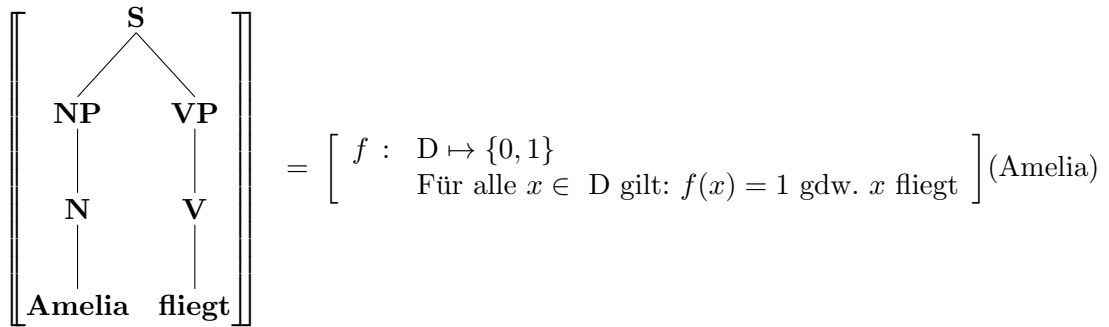 S
NP VP
N V
Amelia fliegt
= [ f : D ↦ {0, 1}
Für alle x ∈ D gilt: f(x) = 1 gdw. x fliegt ](Amelia)